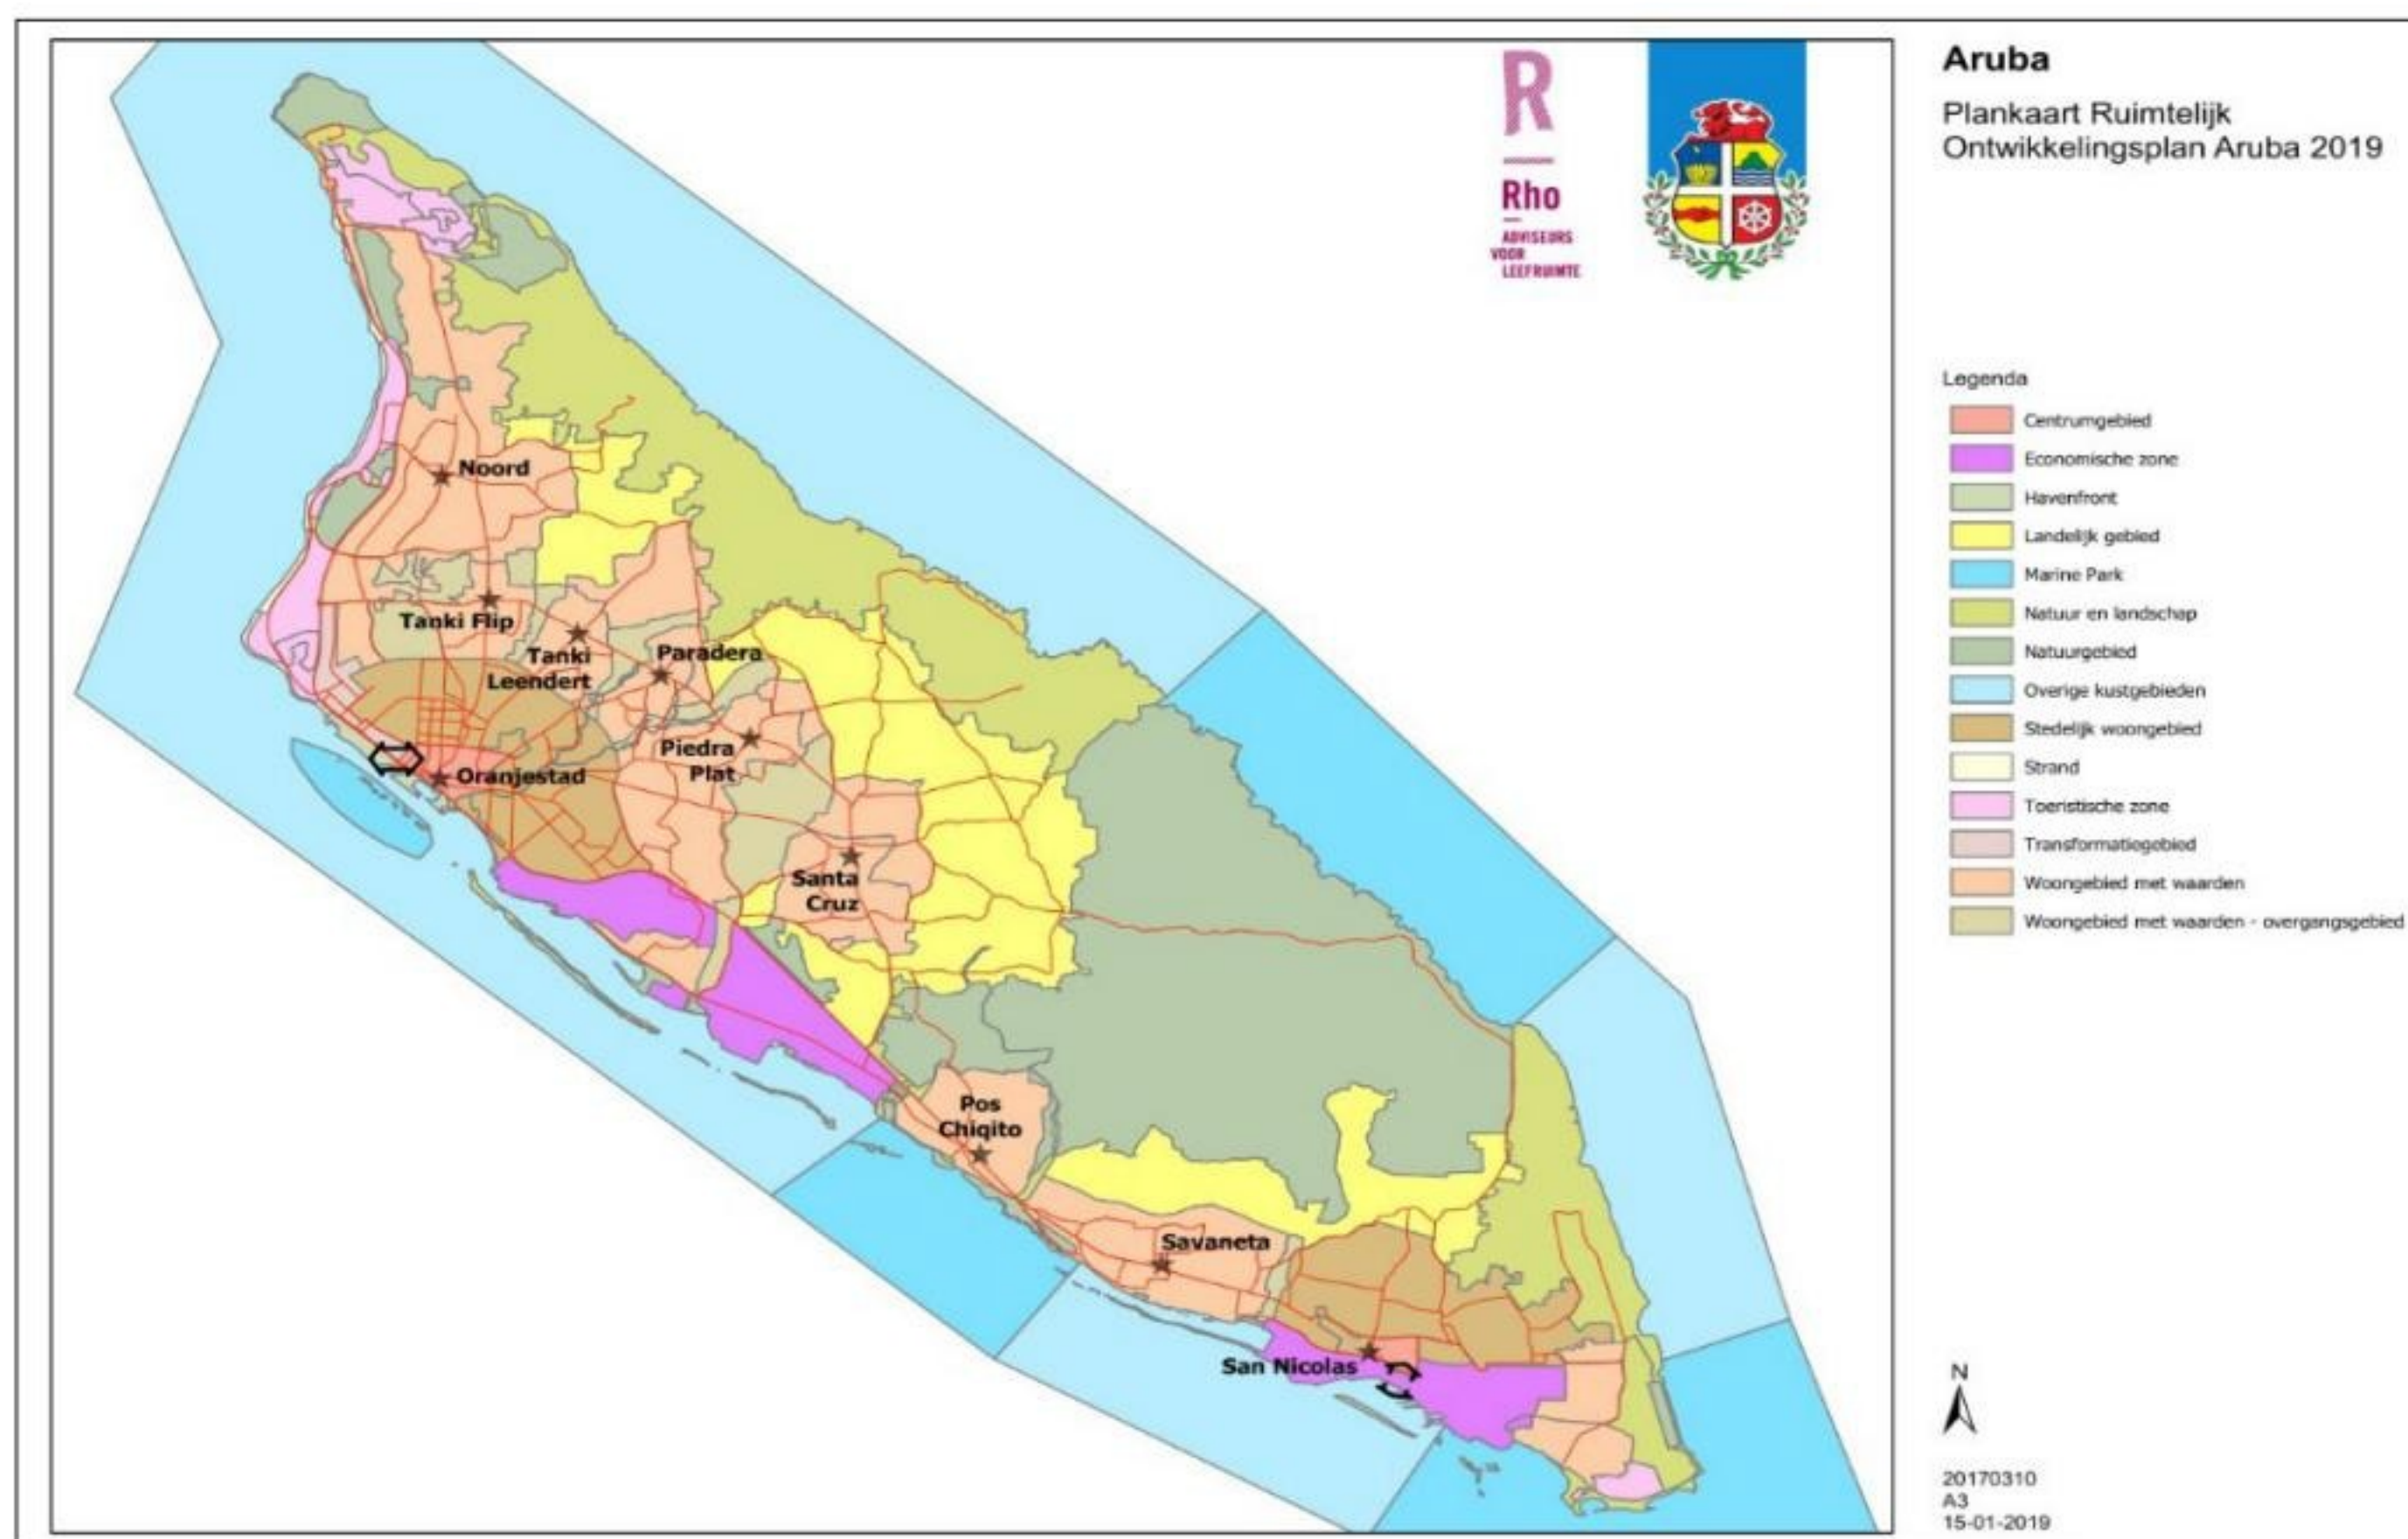 R
Rho
ADVISEURS
VOOR
LEEFRUIMTE
Aruba
Plankaart Ruimtelijk
Ontwikkelingsplan Aruba 2019
Legenda
Centrumgebied
Economische zone
Havenfront
Landelijk gebied
Marine Park
Natuur en landschap
Natuurgebied
Overige kustgebieden
Stedelijk woongebied
Strand
Toeristische zone
Transformatiegebied
Woongebied met waarden
Woongebied met waarden - overgangsgebied
Noord
Tanki Flip
Tanki
Leendert
Paradera
Piedra
Plat
Oranjestad
Santa
Cruz
Pos
Chiqito
Savaneta
San Nicolas
N
20170310
A3
15-01-2019